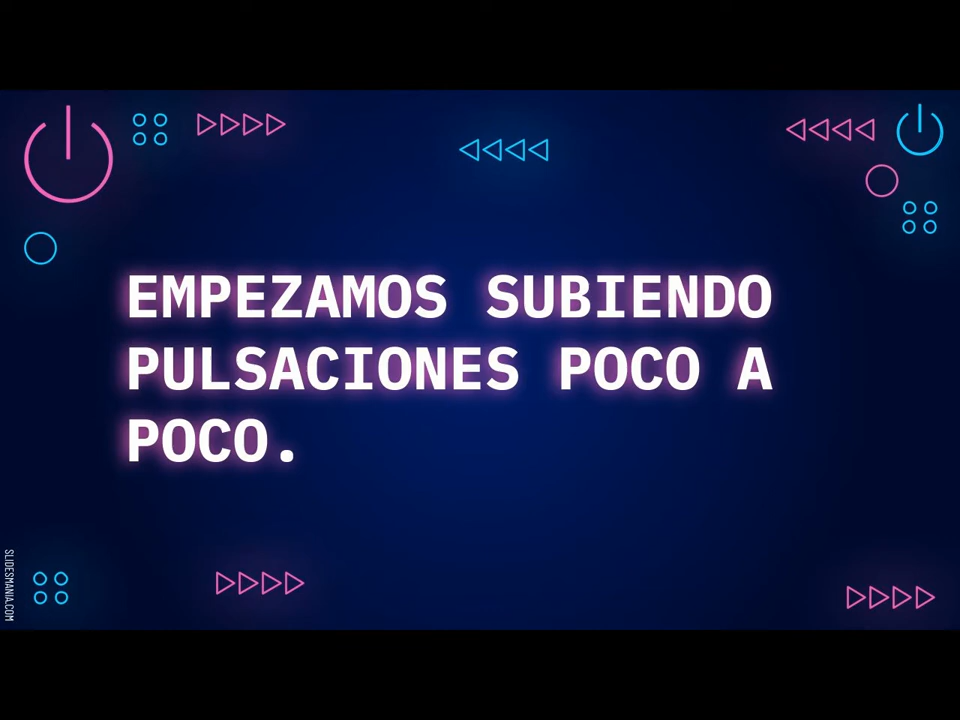 EMPEZAMOS SUBIENDO
PULSACIONES POCO A
POCO.
SLIDESMANIA.COM